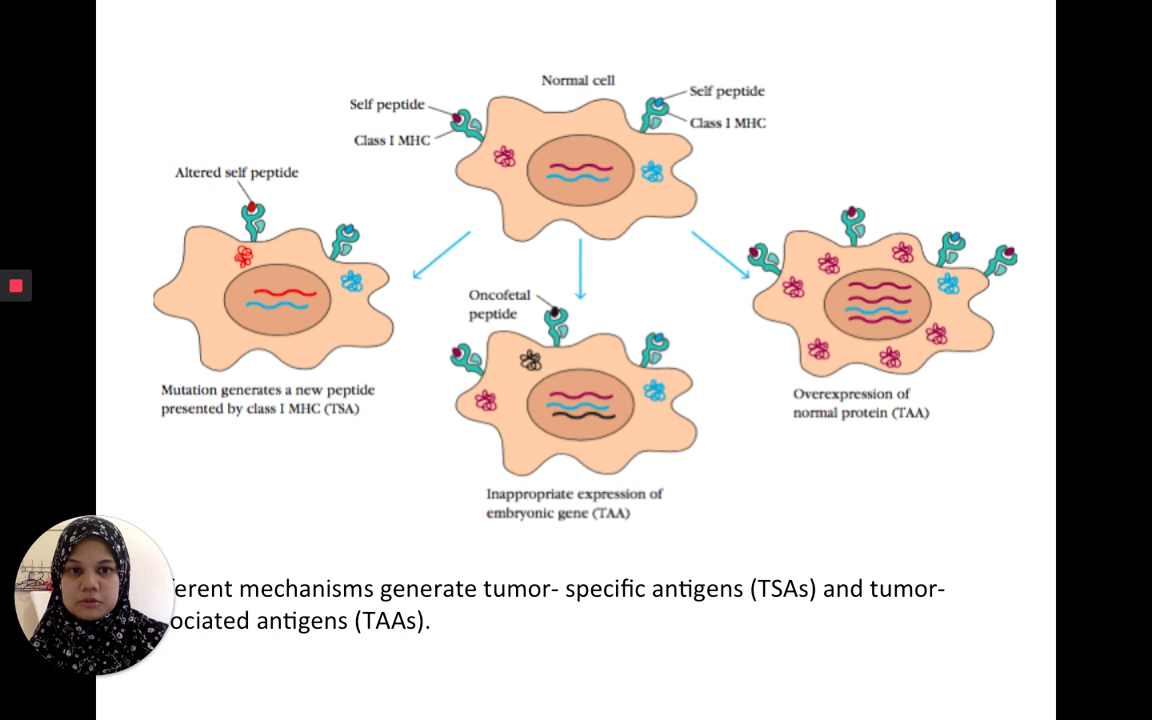 Normal cell
Self peptide
Class I MHC
Self peptide
Class I MHC
Altered self peptide
Mutation generates a new peptide
presented by class I MHC (TSA)
Oncofetal
peptide
Inappropriate expression of
embryonic gene (TAA)
Overexpression of
normal protein (TAA)
mechanisms generate tumor- specific antigens (TSAs) and tumor-
antigens (TAAs).